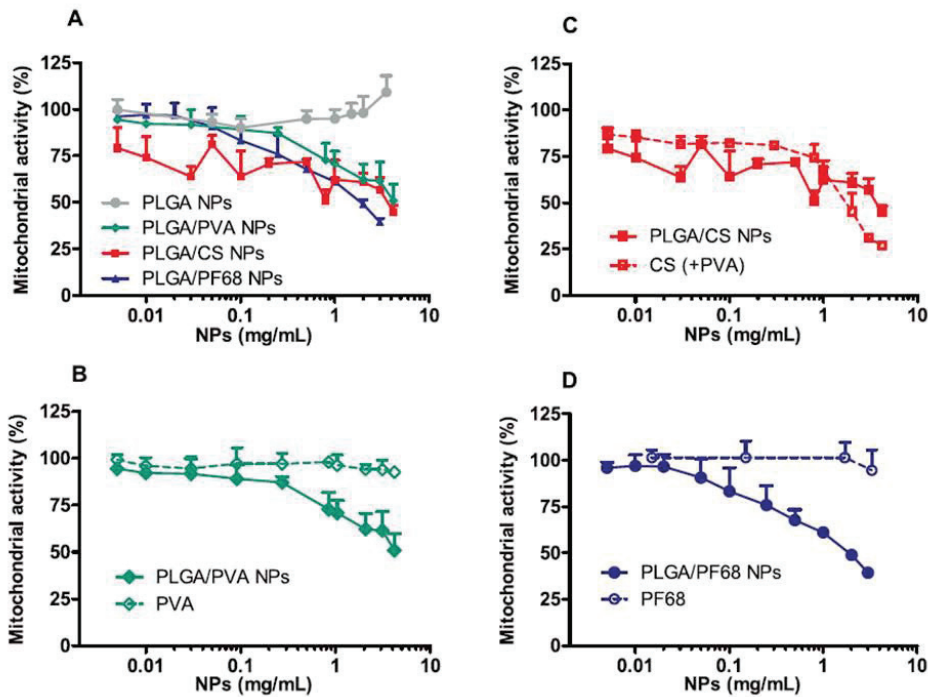 A
Mitochondrial activity (%)
125
100
75
50
25
0
PLGA NPs
PLGA/PVA NPs
PLGA/CS NPs
PLGA/PF68 NPs
0.01
0.1
1
10
NPs (mg/mL)
C
Mitochondrial activity (%)
125
100
75
50
25
0
PLGA/CS NPs
CS (+PVA)
0.01
0.1
1
10
NPs (mg/mL)
B
Mitochondrial activity (%)
125
100
75
50
25
0
PLGA/PVA NPs
PVA
0.01
0.1
1
10
NPs (mg/mL)
D
Mitochondrial activity (%)
125
100
75
50
25
0
PLGA/PF68 NPs
PF68
0.01
0.1
1
10
NPs (mg/mL)